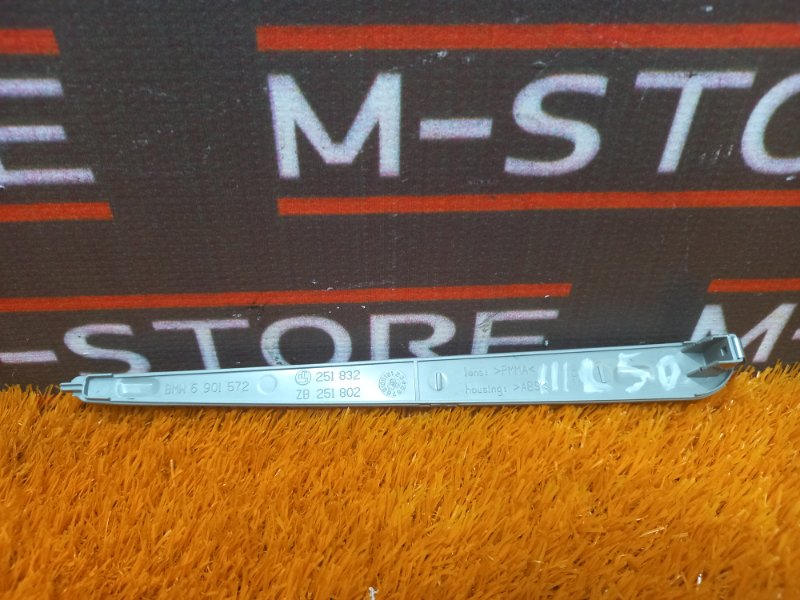 E M-STO
-STORE M-
BMW 6 901 572
251 832
ZB 251 802
lens: >PMMA<
housing: >ABS<